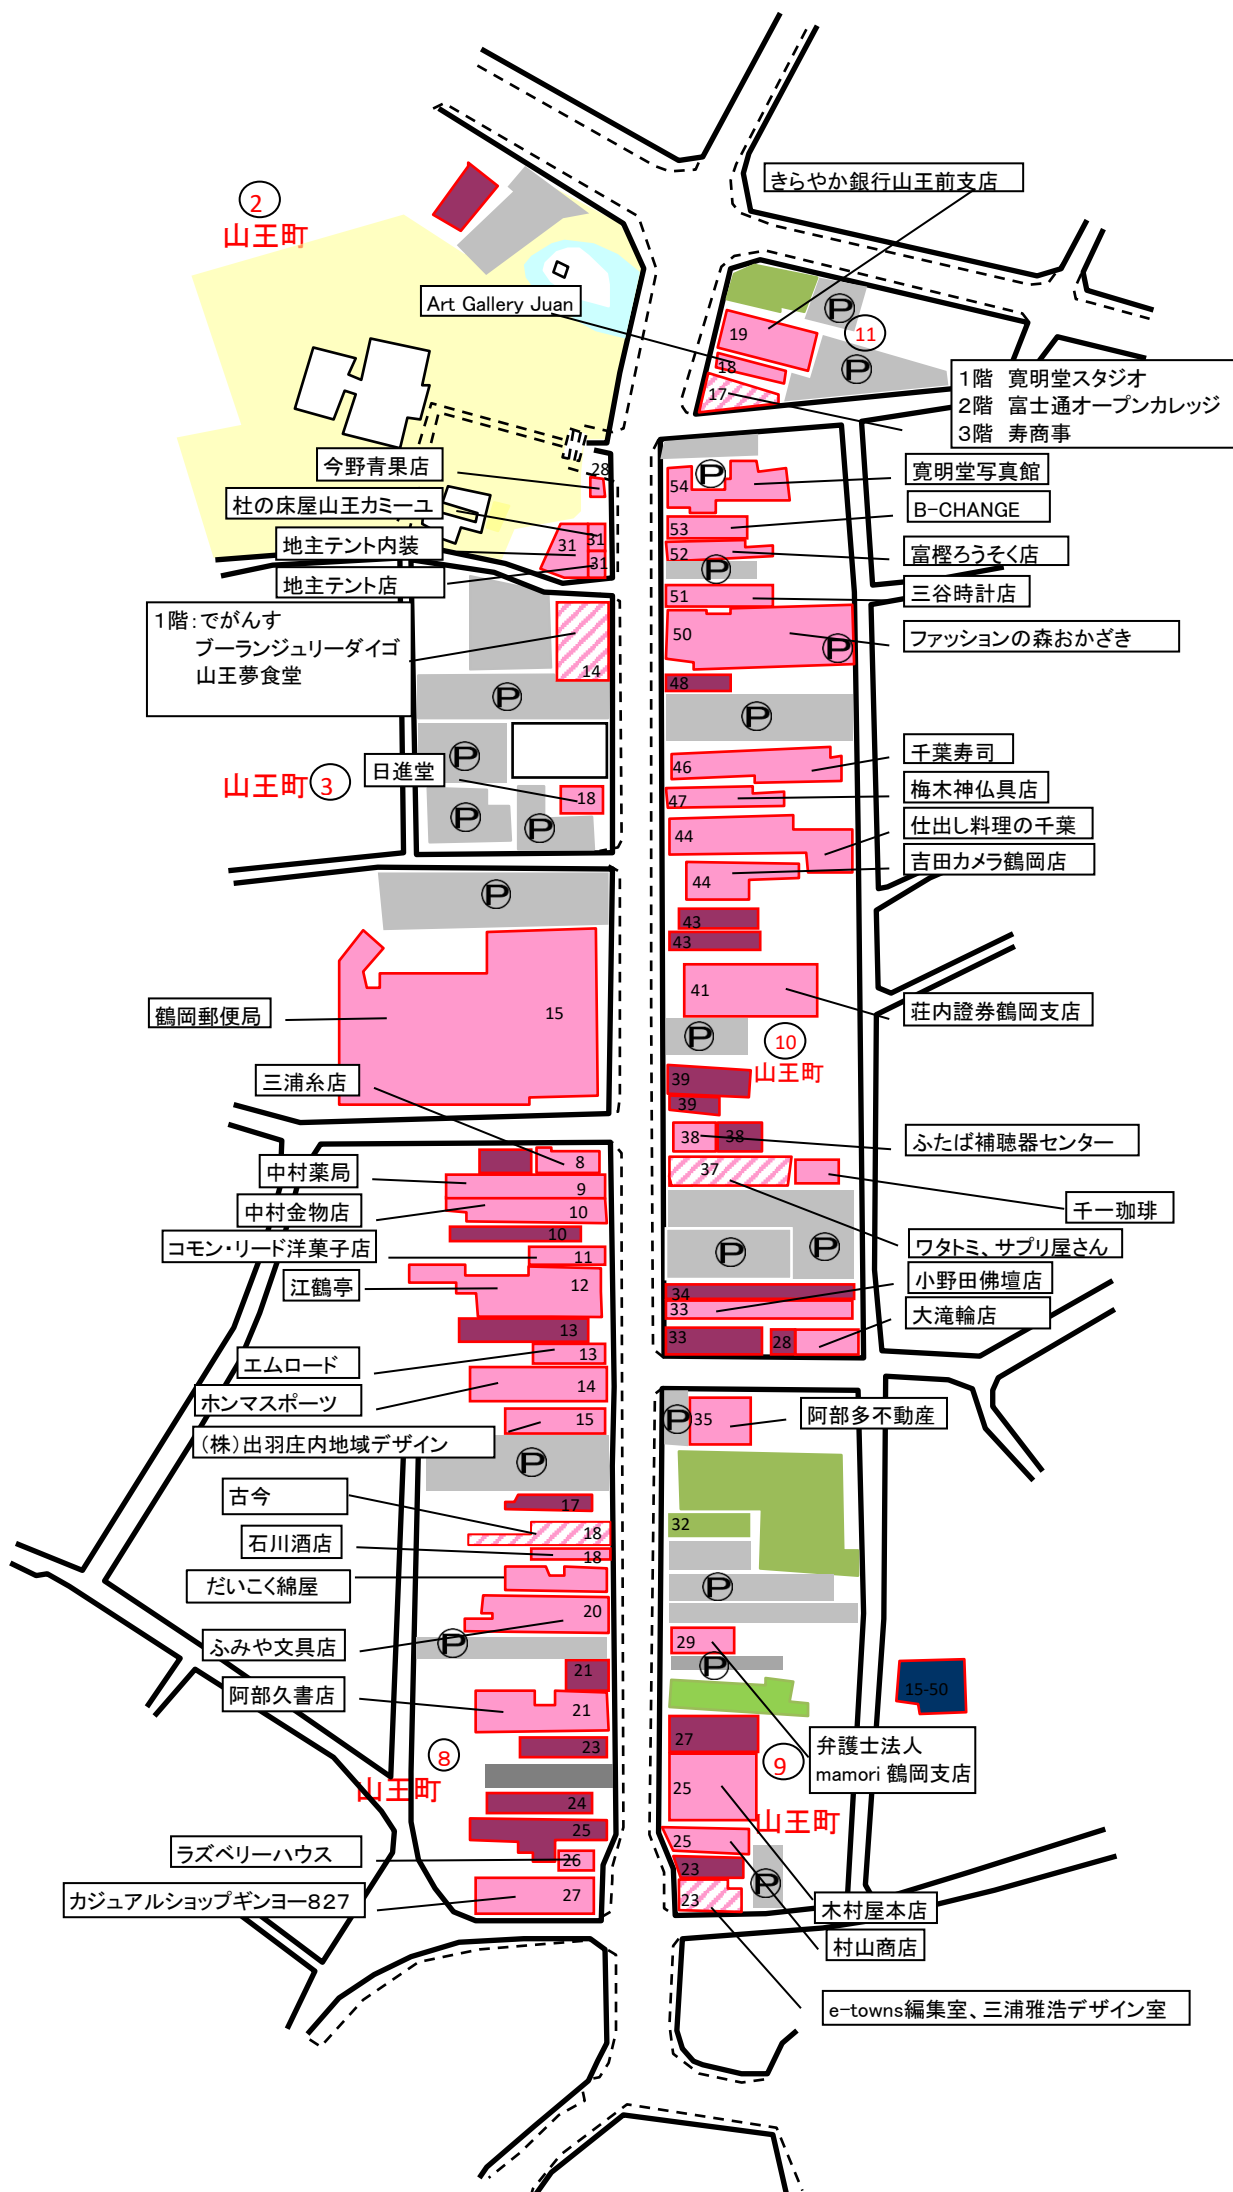 きらやか銀行山王前支店
2
山王町
Art Gallery Juan
19
P
11
18
P
17
1階 寛明堂スタジオ
2階 富士通オープンカレッジ
3階 寿商事
今野青果店
28
54
P
寛明堂写真館
杜の床屋山王カミーユ
31
53
B-CHANGE
地主テント内装
31
52
富樫ろうそく店
地主テント店
31
P
51
三谷時計店
1階:でがんす
ブーランジュリーダイゴ
山王夢食堂
14
50
P
ファッションの森おかざき
48
P
P
46
千葉寿司
山王町
3
日進堂
P
18
47
梅木神仏具店
P
P
44
仕出し料理の千葉
44
吉田カメラ鶴岡店
P
43
43
鶴岡郵便局
15
41
荘内證券鶴岡支店
P
10
山王町
三浦糸店
39
39
8
38
38
ふたば補聴器センター
中村薬局
9
37
千一珈琲
中村金物店
10
10
P
P
ワタトミ、サプリ屋さん
コモン・リード洋菓子店
11
小野田佛壇店
江鶴亭
12
34
33
大滝輪店
13
33
28
エムロード
13
ホンマスポーツ
14
(株)出羽庄内地域デザイン
15
P
35
阿部多不動産
P
古今
17
18
32
石川酒店
18
だいこく綿屋
P
ふみや文具店
20
P
29
P
21
15-50
阿部久書店
21
23
27
弁護士法人
mamori 鶴岡支店
8
山王町
9
山王町
24
25
25
25
ラズベリーハウス
26
23
カジュアルショップギンヨー827
27
23
P
木村屋本店
村山商店
e-towns編集室、三浦雅浩デザイン室